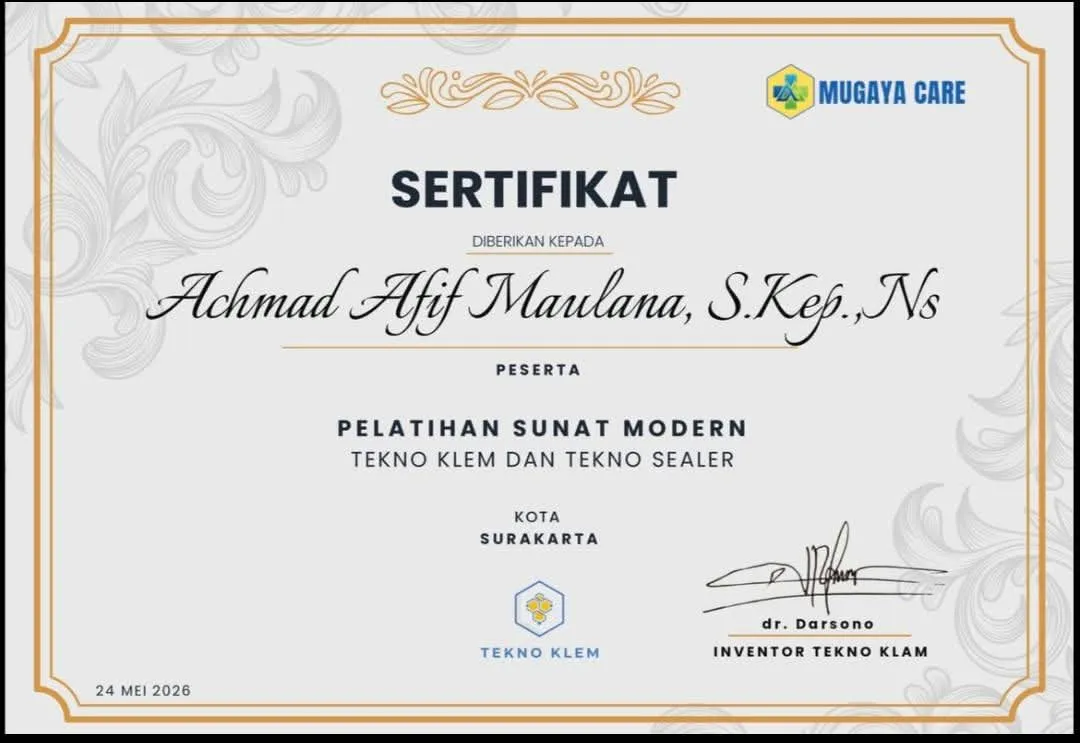 MUGAYA CARE
SERTIFIKAT
DIBERIKAN KEPADA
Achmad Afif Maulana, S.Kep.,Ns
PESERTA
PELATIHAN SUNAT MODERN
TEKNO KLEM DAN TEKNO SEALER
KOTA
SURAKARTA
TEKNO KLEM
dr. Darsono
INVENTOR TEKNO KLAM
24 MEI 2026